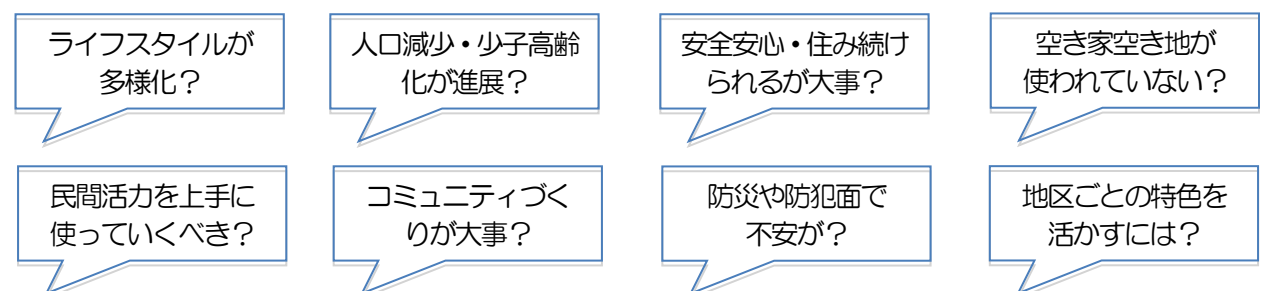 ライフスタイルが
多様化？
人口減少・少子高齢
化が進展？
安全安心・住み続け
られるが大事？
空き家空き地が
使われていない？
民間活力を上手に
使っていくべき？
コミュニティづく
りが大事？
防災や防犯面で
不安が？
地区ごとの特色を
活かすには？